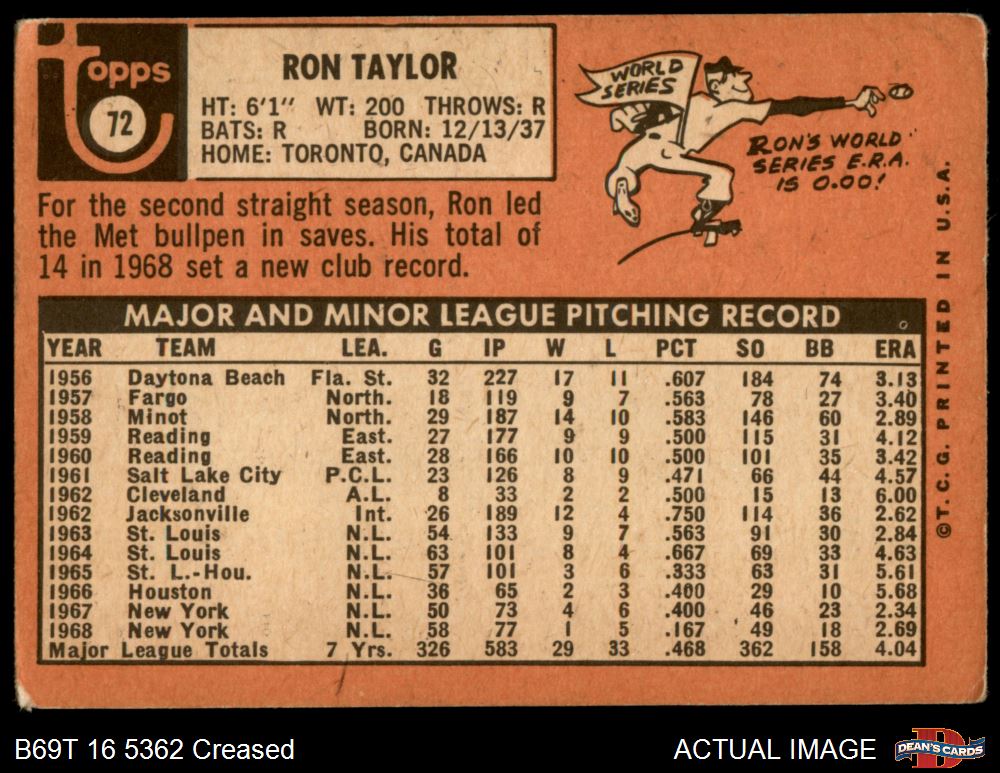 Topps
72
RON TAYLOR
HT: 6'1" WT: 200 THROWS: R
BATS: R BORN: 12/13/37
HOME: TORONTO, CANADA
WORLD
SERIES
RON'S WORLD
SERIES E.R.A.
IS 0.00!
For the second straight season, Ron led
the Met bullpen in saves. His total of
14 in 1968 set a new club record.
MAJOR AND MINOR LEAGUE PITCHING RECORD
YEAR TEAM LEA. G IP W L PCT SO BB ERA
1956 Daytona Beach Fla. St. 32 227 17 11 .607 184 74 3.13
1957 Fargo North. 18 119 9 7 .563 78 27 3.40
1958 Minot North. 29 187 14 10 .583 146 60 2.89
1959 Reading East. 27 177 9 9 .500 115 31 4.12
1960 Reading East. 28 166 10 10 .500 101 35 3.42
1961 Salt Lake City P.C.L. 23 126 8 9 .471 66 44 4.57
1962 Cleveland A.L. 8 33 2 2 .500 15 13 6.00
1962 Jacksonville Int. 26 189 12 4 .750 114 36 2.62
1963 St. Louis N.L. 54 133 9 7 .563 91 30 2.84
1964 St. Louis N.L. 63 101 8 4 .667 69 33 4.63
1965 St. L.-Hou. N.L. 57 101 3 6 .333 63 31 5.61
1966 Houston N.L. 36 65 2 3 .400 29 10 5.68
1967 New York N.L. 50 73 4 6 .400 46 23 2.34
1968 New York N.L. 58 77 1 5 .167 49 18 2.69
Major League Totals 7 Yrs. 326 583 29 33 .468 362 158 4.04
©T.C.G. PRINTED IN U.S.A.
B69T 16 5362 Creased
ACTUAL IMAGE
DEAN'S CARDS